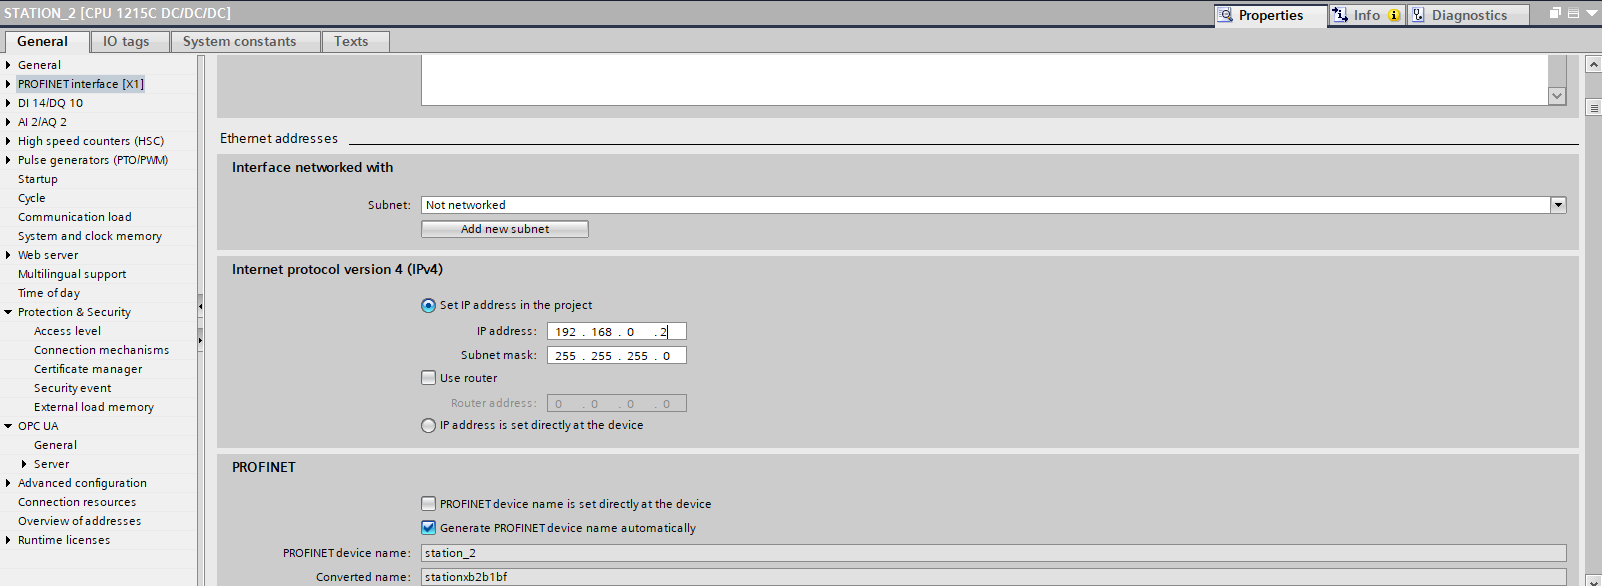 STATION_2 [CPU 1215C DC/DC/DC]
Properties
Info
Diagnostics
General
IO tags
System constants
Texts
General
PROFINET interface [X1]
DI 14/DQ 10
AI 2/AQ 2
High speed counters (HSC)
Pulse generators (PTO/PWM)
Startup
Cycle
Communication load
System and clock memory
Web server
Multilingual support
Time of day
Protection & Security
Access level
Connection mechanisms
Certificate manager
Security event
External load memory
OPC UA
General
Server
Advanced configuration
Connection resources
Overview of addresses
Runtime licenses
Ethernet addresses
Interface networked with
Subnet: Not networked
Add new subnet
Internet protocol version 4 (IPv4)
Set IP address in the project
IP address: 192 . 168 . 0 . 2
Subnet mask: 255 . 255 . 255 . 0
Use router
Router address: 0 . 0 . 0 . 0
IP address is set directly at the device
PROFINET
PROFINET device name is set directly at the device
Generate PROFINET device name automatically
PROFINET device name: station_2
Converted name: stationxb2b1bf